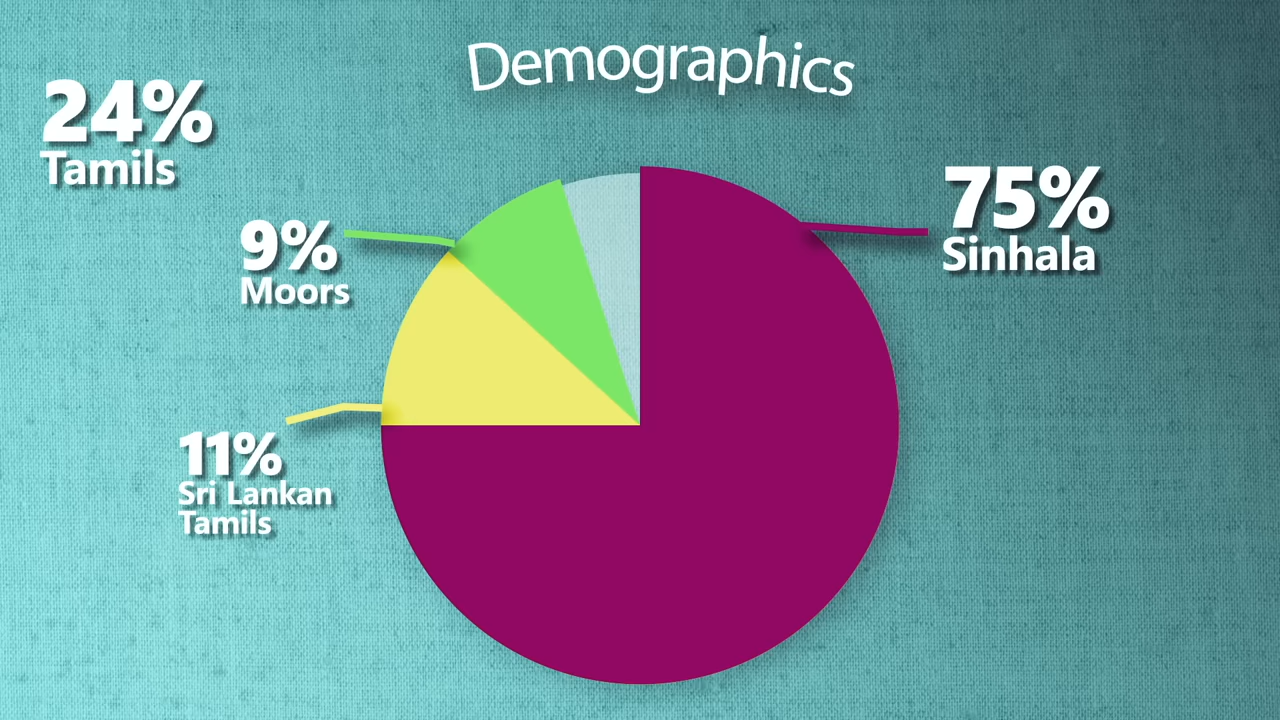 Demographics
24%
Tamils
75%
Sinhala
9%
Moors
11%
Sri Lankan
Tamils